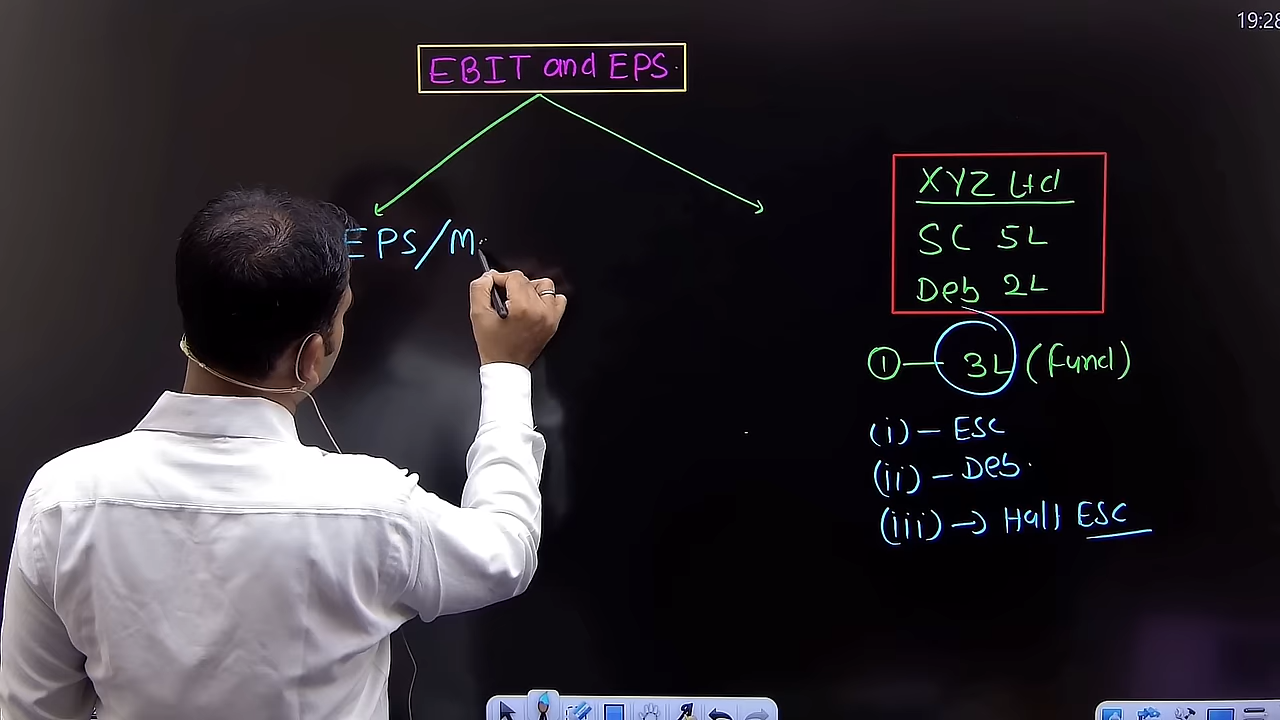 19:28
EBIT and EPS
EPS/M
XYZ Ltd
SC 5L
Deb 2L
① — 3L (Fund)
(i) – ESC
(ii) – Deb.
(iii) → Half ESC